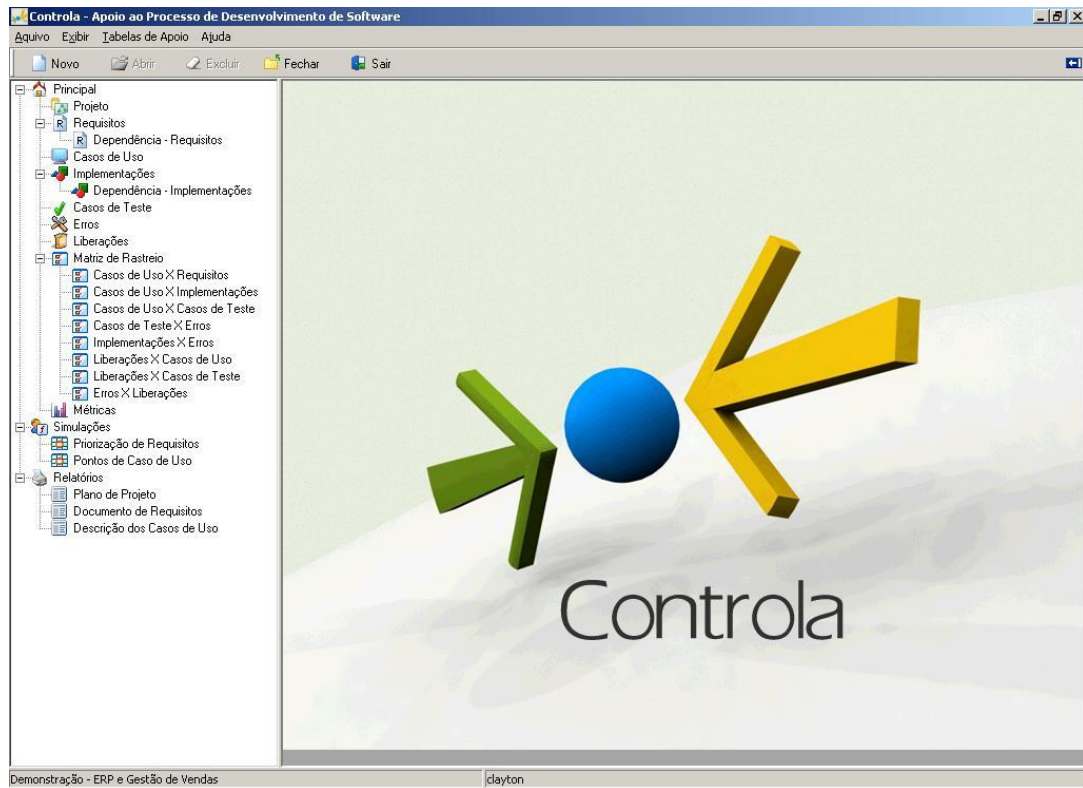 Controla - Apoio ao Processo de Desenvolvimento de Software
Aquivo Exibir Tabelas de Apoio Ajuda
Novo Abrir Excluir Fechar Sair
Principal
Projeto
R Requisitos
R Dependência - Requisitos
Casos de Uso
Implementações
Dependência - Implementações
Casos de Teste
Erros
Liberações
Matriz de Rastreio
Casos de Uso X Requisitos
Casos de Uso X Implementações
Casos de Uso X Casos de Teste
Casos de Teste X Erros
Implementações X Erros
Liberações X Casos de Uso
Liberações X Casos de Teste
Erros X Liberações
Métricas
Simulações
Priorização de Requisitos
Pontos de Caso de Uso
Relatórios
Plano de Projeto
Documento de Requisitos
Descrição dos Casos de Uso
Controla
Demonstração - ERP e Gestão de Vendas clayton